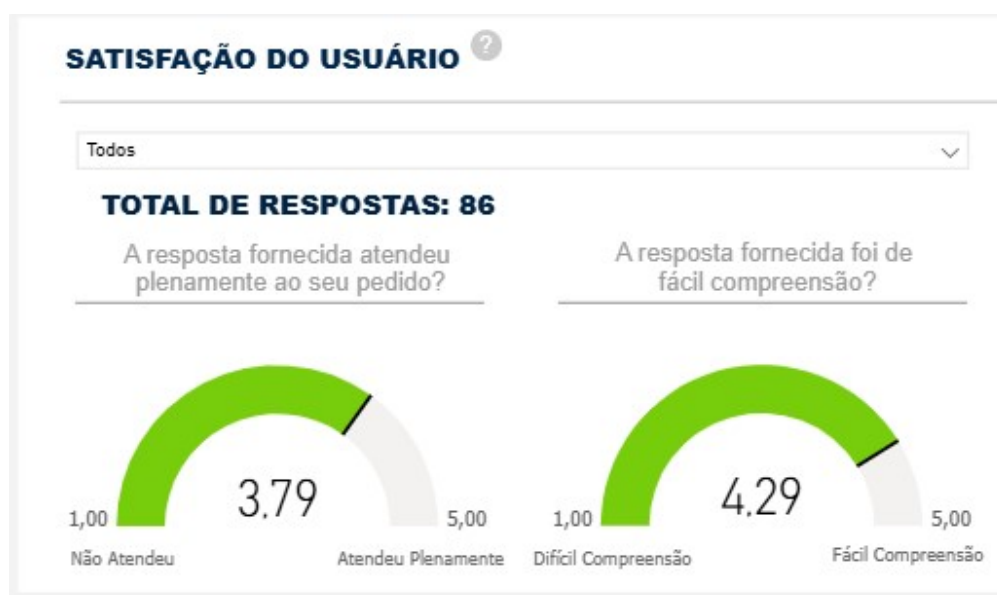 SATISFAÇÃO DO USUÁRIO ?
Todos
TOTAL DE RESPOSTAS: 86
A resposta fornecida atendeu
plenamente ao seu pedido?
3,79
1,00
5,00
Não Atendeu
Atendeu Plenamente
A resposta fornecida foi de
fácil compreensão?
4,29
1,00
5,00
Difícil Compreensão
Fácil Compreensão